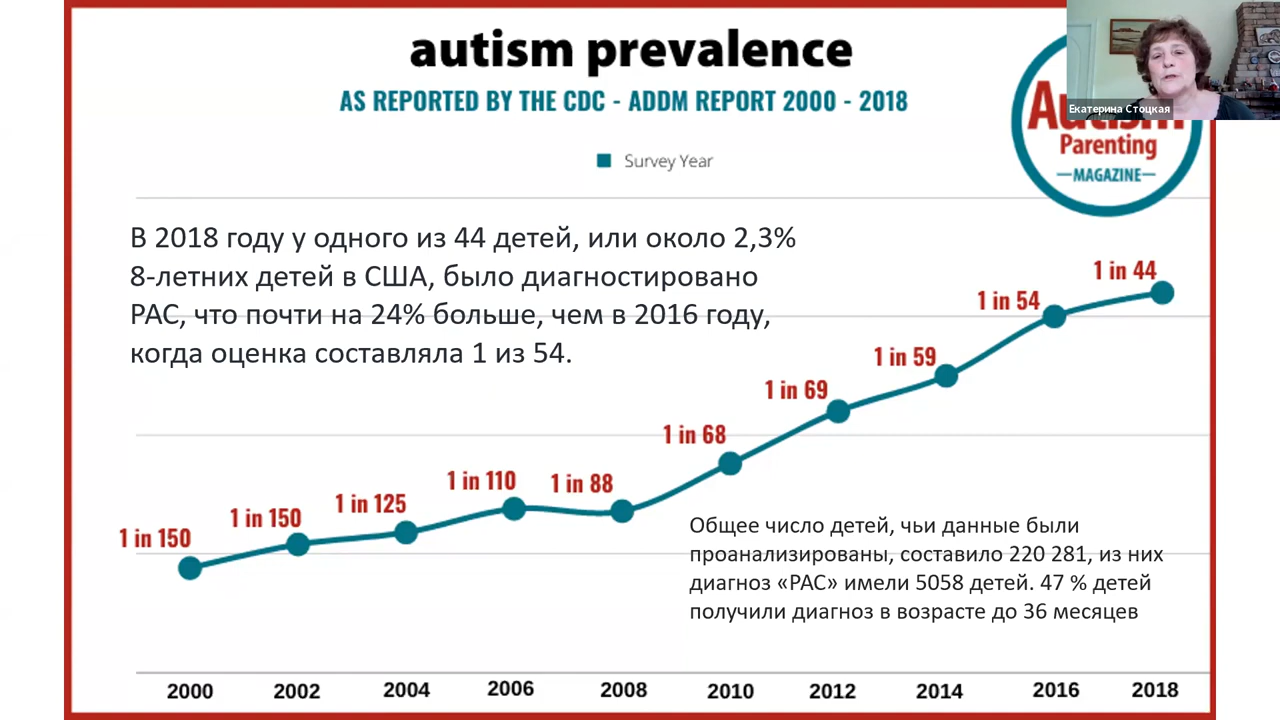 autism prevalence
AS REPORTED BY THE CDC - ADDM REPORT 2000 - 2018
Survey Year
Екатерина Стоцкая
Autism
Parenting
MAGAZINE
В 2018 году у одного из 44 детей, или около 2,3%
8-летних детей в США, было диагностировано
РАС, что почти на 24% больше, чем в 2016 году,
когда оценка составляла 1 из 54.
1 in 150
1 in 150
1 in 125
1 in 110
1 in 88
1 in 68
1 in 69
1 in 59
1 in 54
1 in 44
Общее число детей, чьи данные были
проанализированы, составило 220 281, из них
диагноз «РАС» имели 5058 детей. 47 % детей
получили диагноз в возрасте до 36 месяцев
2000 2002 2004 2006 2008 2010 2012 2014 2016 2018